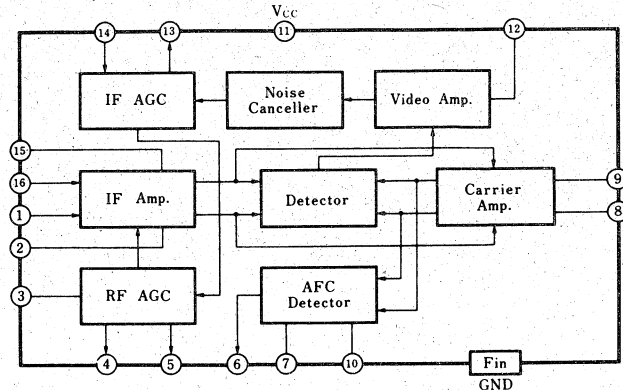 VCC
14
13
11
12
IF AGC
Noise
Canceller
Video Amp.
15
16
1
2
IF Amp.
Detector
Carrier
Amp.
9
8
3
RF AGC
AFC
Detector
4
5
6
7
10
Fin
GND